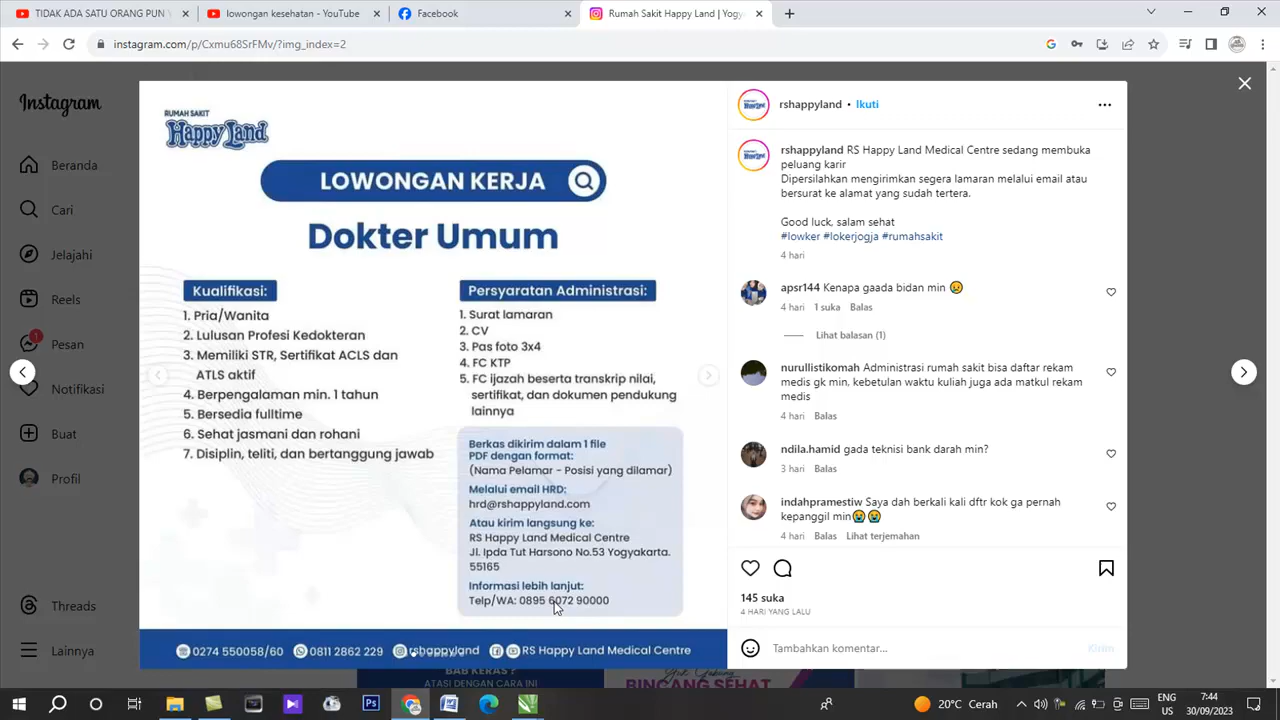 TIDAK ADA SATU ORANG PUN Y
lowongan kesehatan - YouTube
Facebook
Rumah Sakit Happy Land | Yogya
instagram.com/p/Cxmu68SrFMv/?img_index=2
Instagram
Beranda
Cari
Jelajahi
Reels
1
Pesan
Notifikasi
Buat
Profil
Threads
Lainnya
RUMAH SAKIT
Happy Land
LOWONGAN KERJA
Dokter Umum
Kualifikasi:
1. Pria/Wanita
2. Lulusan Profesi Kedokteran
3. Memiliki STR, Sertifikat ACLS dan
ATLS aktif
4. Berpengalaman min. 1 tahun
5. Bersedia fulltime
6. Sehat jasmani dan rohani
7. Disiplin, teliti, dan bertanggung jawab
Persyaratan Administrasi:
1. Surat lamaran
2. CV
3. Pas foto 3x4
4. FC KTP
5. FC ijazah beserta transkrip nilai,
sertifikat, dan dokumen pendukung
lainnya
Berkas dikirim dalam 1 file
PDF dengan format:
(Nama Pelamar - Posisi yang dilamar)
Melalui email HRD:
hrd@rshappyland.com
Atau kirim langsung ke:
RS Happy Land Medical Centre
Jl. Ipda Tut Harsono No.53 Yogyakarta.
55165
Informasi lebih lanjut:
Telp/WA: 0895 6072 90000
0274 550058/60
0811 2862 229
rshappyland
RS Happy Land Medical Centre
rshappyland • Ikuti
rshappyland RS Happy Land Medical Centre sedang membuka
peluang karir
Dipersilahkan mengirimkan segera lamaran melalui email atau
bersurat ke alamat yang sudah tertera.
Good luck, salam sehat
#lowker #lokerjogja #rumahsakit
4 hari
apsr144 Kenapa gaada bidan min 😢
4 hari 1 suka Balas
Lihat balasan (1)
nurullistikomah Administrasi rumah sakit bisa daftar rekam
medis gk min, kebetulan waktu kuliah juga ada matkul rekam
medis
4 hari Balas
ndila.hamid gada teknisi bank darah min?
3 hari Balas
indahpramestiw Saya dah berkali kali dftr kok ga pernah
kepanggil min😭😭
4 hari Balas Lihat terjemahan
145 suka
4 HARI YANG LALU
Tambahkan komentar...
Kirim
BAB KERAS ?
ATASI DENGAN CARA INI
BINCANG SEHAT
20°C Cerah
ENG
US
7:44
30/09/2023